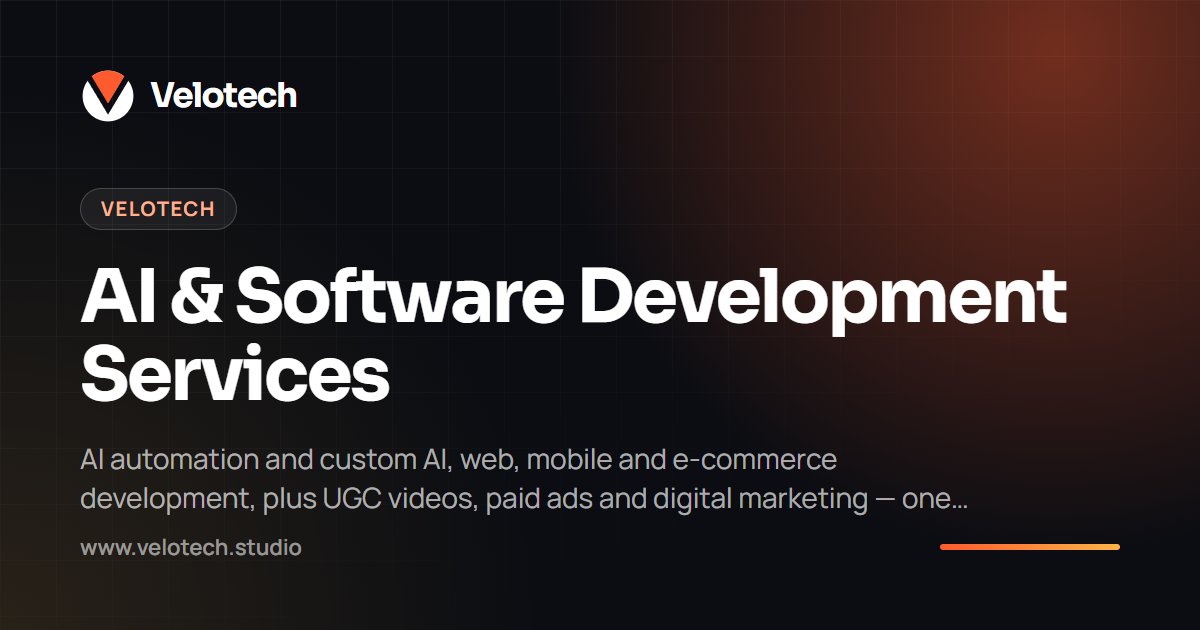 Velotech
VELOTECH
AI & Software Development
Services
AI automation and custom AI, web, mobile and e-commerce
development, plus UGC videos, paid ads and digital marketing — one…
www.velotech.studio